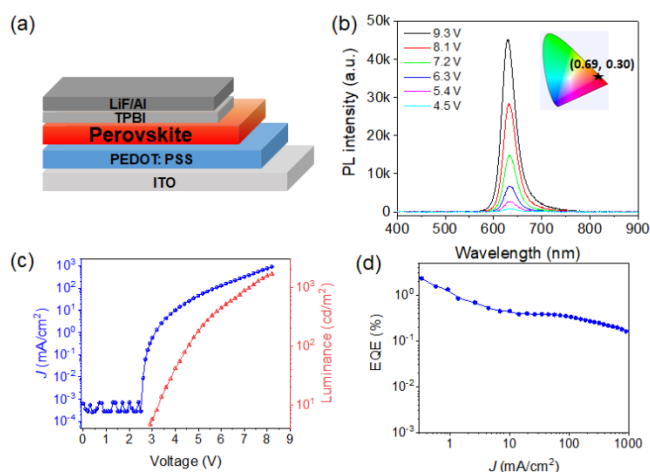 (a)
LiF/Al
TPBI
Perovskite
PEDOT: PSS
ITO
(b)
PL intensity (a.u.)
50k
40k
30k
20k
10k
0
9.3 V
8.1 V
7.2 V
6.3 V
5.4 V
4.5 V
(0.69, 0.30)
400 500 600 700 800 900
Wavelength (nm)
(c)
J (mA/cm²)
10³
10²
10¹
10⁰
10⁻¹
10⁻²
10⁻³
10⁻⁴
Luminance (cd/m²)
10³
10²
10¹
0 1 2 3 4 5 6 7 8 9
Voltage (V)
(d)
EQE (%)
10¹
10⁰
10⁻¹
10⁻²
10⁻³
1 10 100 1000
J (mA/cm²)